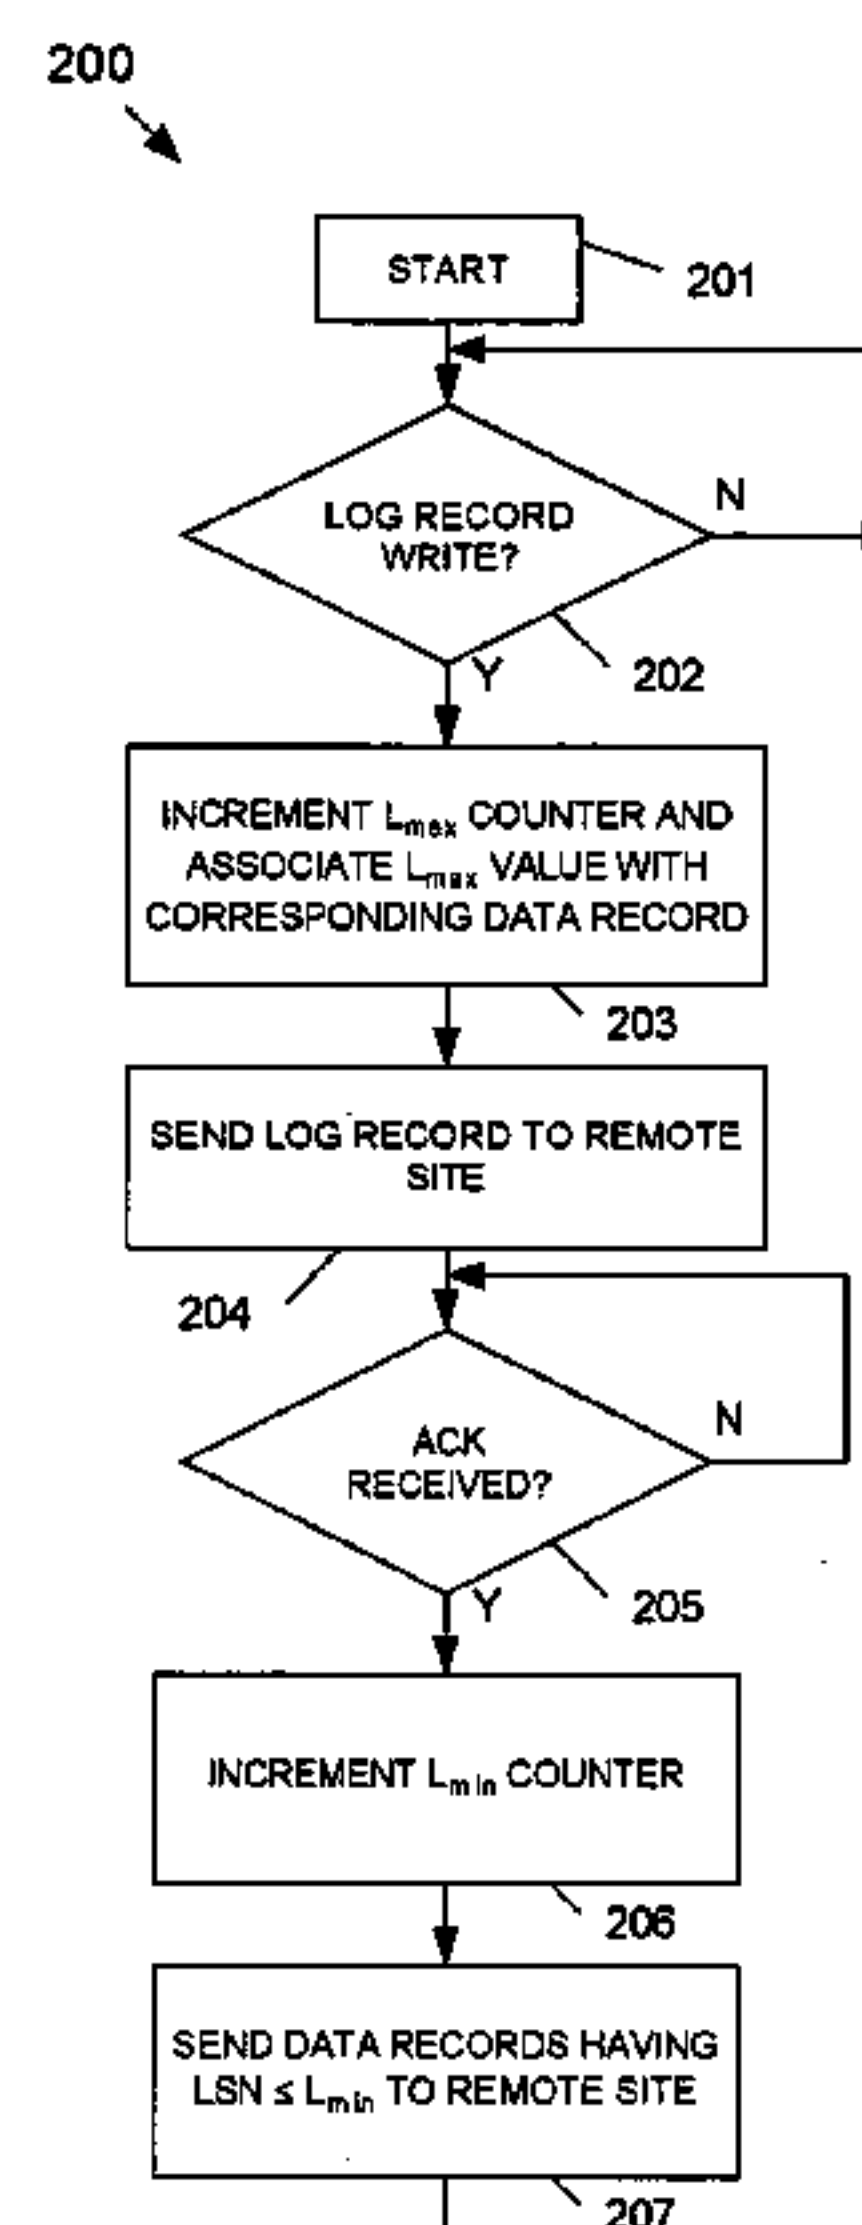 200
START
201
LOG RECORD
WRITE?
N
202
Y
INCREMENT Lmax COUNTER AND
ASSOCIATE Lmax VALUE WITH
CORRESPONDING DATA RECORD
203
SEND LOG RECORD TO REMOTE
SITE
204
ACK
RECEIVED?
N
205
Y
INCREMENT Lmin COUNTER
206
SEND DATA RECORDS HAVING
LSN ≤ Lmin TO REMOTE SITE
207